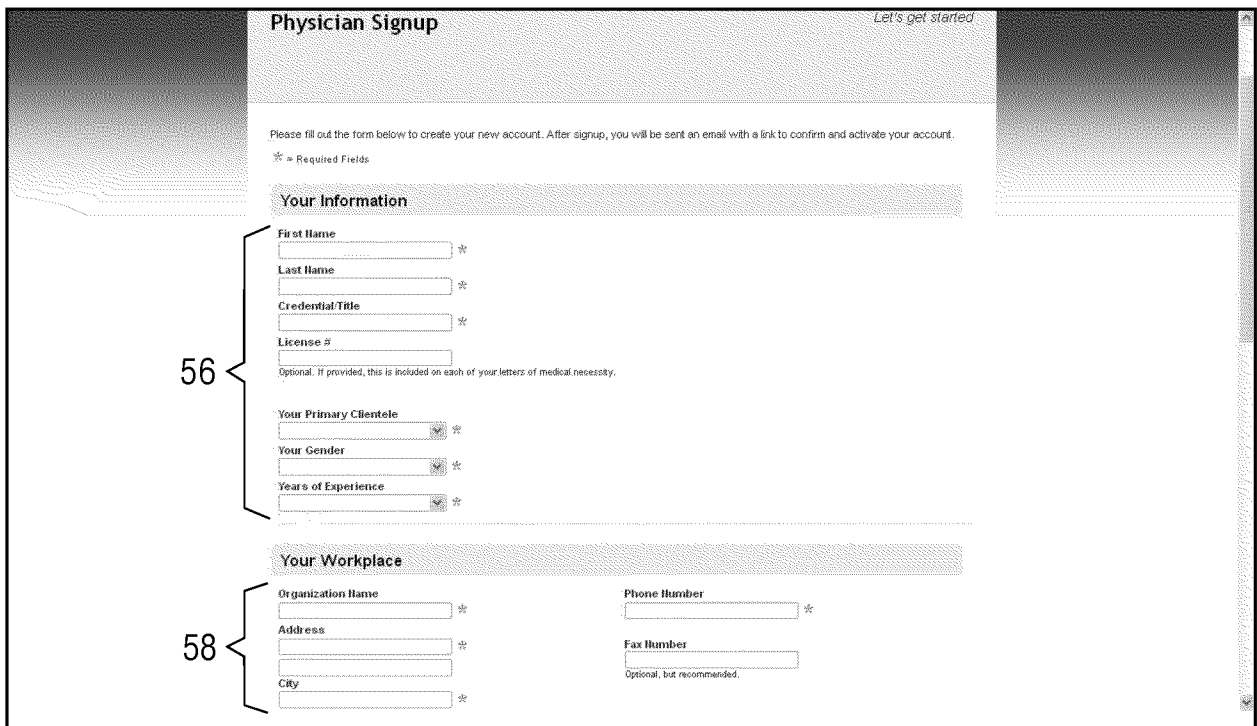 Physician Signup
Let's get started
Please fill out the form below to create your new account. After signup, you will be sent an email with a link to confirm and activate your account.
* = Required Fields
Your Information
First Name
*
Last Name
*
Credential/Title
*
License #
Optional. If provided, this is included on each of your letters of medical necessity.
56
Your Primary Clientele
*
Your Gender
*
Years of Experience
*
Your Workplace
Organization Name
*
Phone Number
*
Address
*
58
Fax Number
Optional, but recommended.
City
*